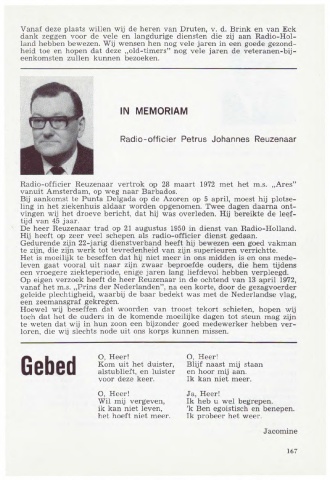 Vanaf deze plaats willen wij de heren van Druten, v. d. Brink en van Eck
dank zeggen voor de vele en langdurige diensten die zij aan Radio-Hol-
land hebben bewezen. Wij wensen hen nog vele jaren in een goede gezond-
heid toe en hopen dat deze „old-timers" nog vele jaren de veteranen-bij-
eenkomsten zullen kunnen bezoeken.
IN MEMORIAM
Radio-officier Petrus Johannes Reuzenaar
Radio-officier Reuzenaar vertrok op 28 maart 1972 met het m.s. „Ares"
vanuit Amsterdam, op weg naar Barbados.
Bij aankomst te Punta Delgada op de Azoren op 5 april, moest hij plotse-
ling in het ziekenhuis aldaar worden opgenomen. Twee dagen daarna ont-
vingen wij het droeve bericht, dat hij was overleden. Hij bereikte de leef-
tijd van 45 jaar.
De heer Reuzenaar trad op 21 augustus 1950 in dienst van Radio-Holland.
Hij heeft op zeer veel schepen als radio-officier dienst gedaan.
Gedurende zijn 22-jarig dienstverband heeft hij bewezen een goed vakman
te zijn, die zijn werk tot tevredenheid van zijn superieuren verrichtte.
Het is moeilijk te beseffen dat hij niet meer in ons midden is en ons mede-
leven gaat vooral uit naar zijn zwaar beproefde ouders, die hem tijdens
een vroegere ziekteperiode, enige jaren lang liefdevol hebben verpleegd.
Op eigen verzoek heeft de heer Reuzenaar in de ochtend van 13 april 1972,
vanaf het m.s. „Prins der Nederlanden", na een korte, door de gezagvoerder
geleide plechtigheid, waarbij de baar bedekt was met de Nederlandse vlag,
een zeemansgraf gekregen.
Hoewel wij beseffen dat woorden van troost tekort schieten, hopen wij
toch dat het de ouders in de komende moeilijke dagen tot steun mag zijn
te weten dat wij in hun zoon een bijzonder goed medewerker hebben ver-
loren, die wij slechts node uit ons korps kunnen missen.
Gebed
O, Heer!
Kom uit het duister,
alstublieft, en luister
voor deze keer.
O, Heer!
Wil mij vergeven,
ik kan niet leven,
het hoeft niet meer.
O, Heer!
Blijf naast mij staan
en hoor mij aan.
Ik kan niet meer.
Ja, Heer!
Ik heb u wel begrepen.
'k Ben egoistisch en benepen.
Ik probeer het weer.
Jacomine
167